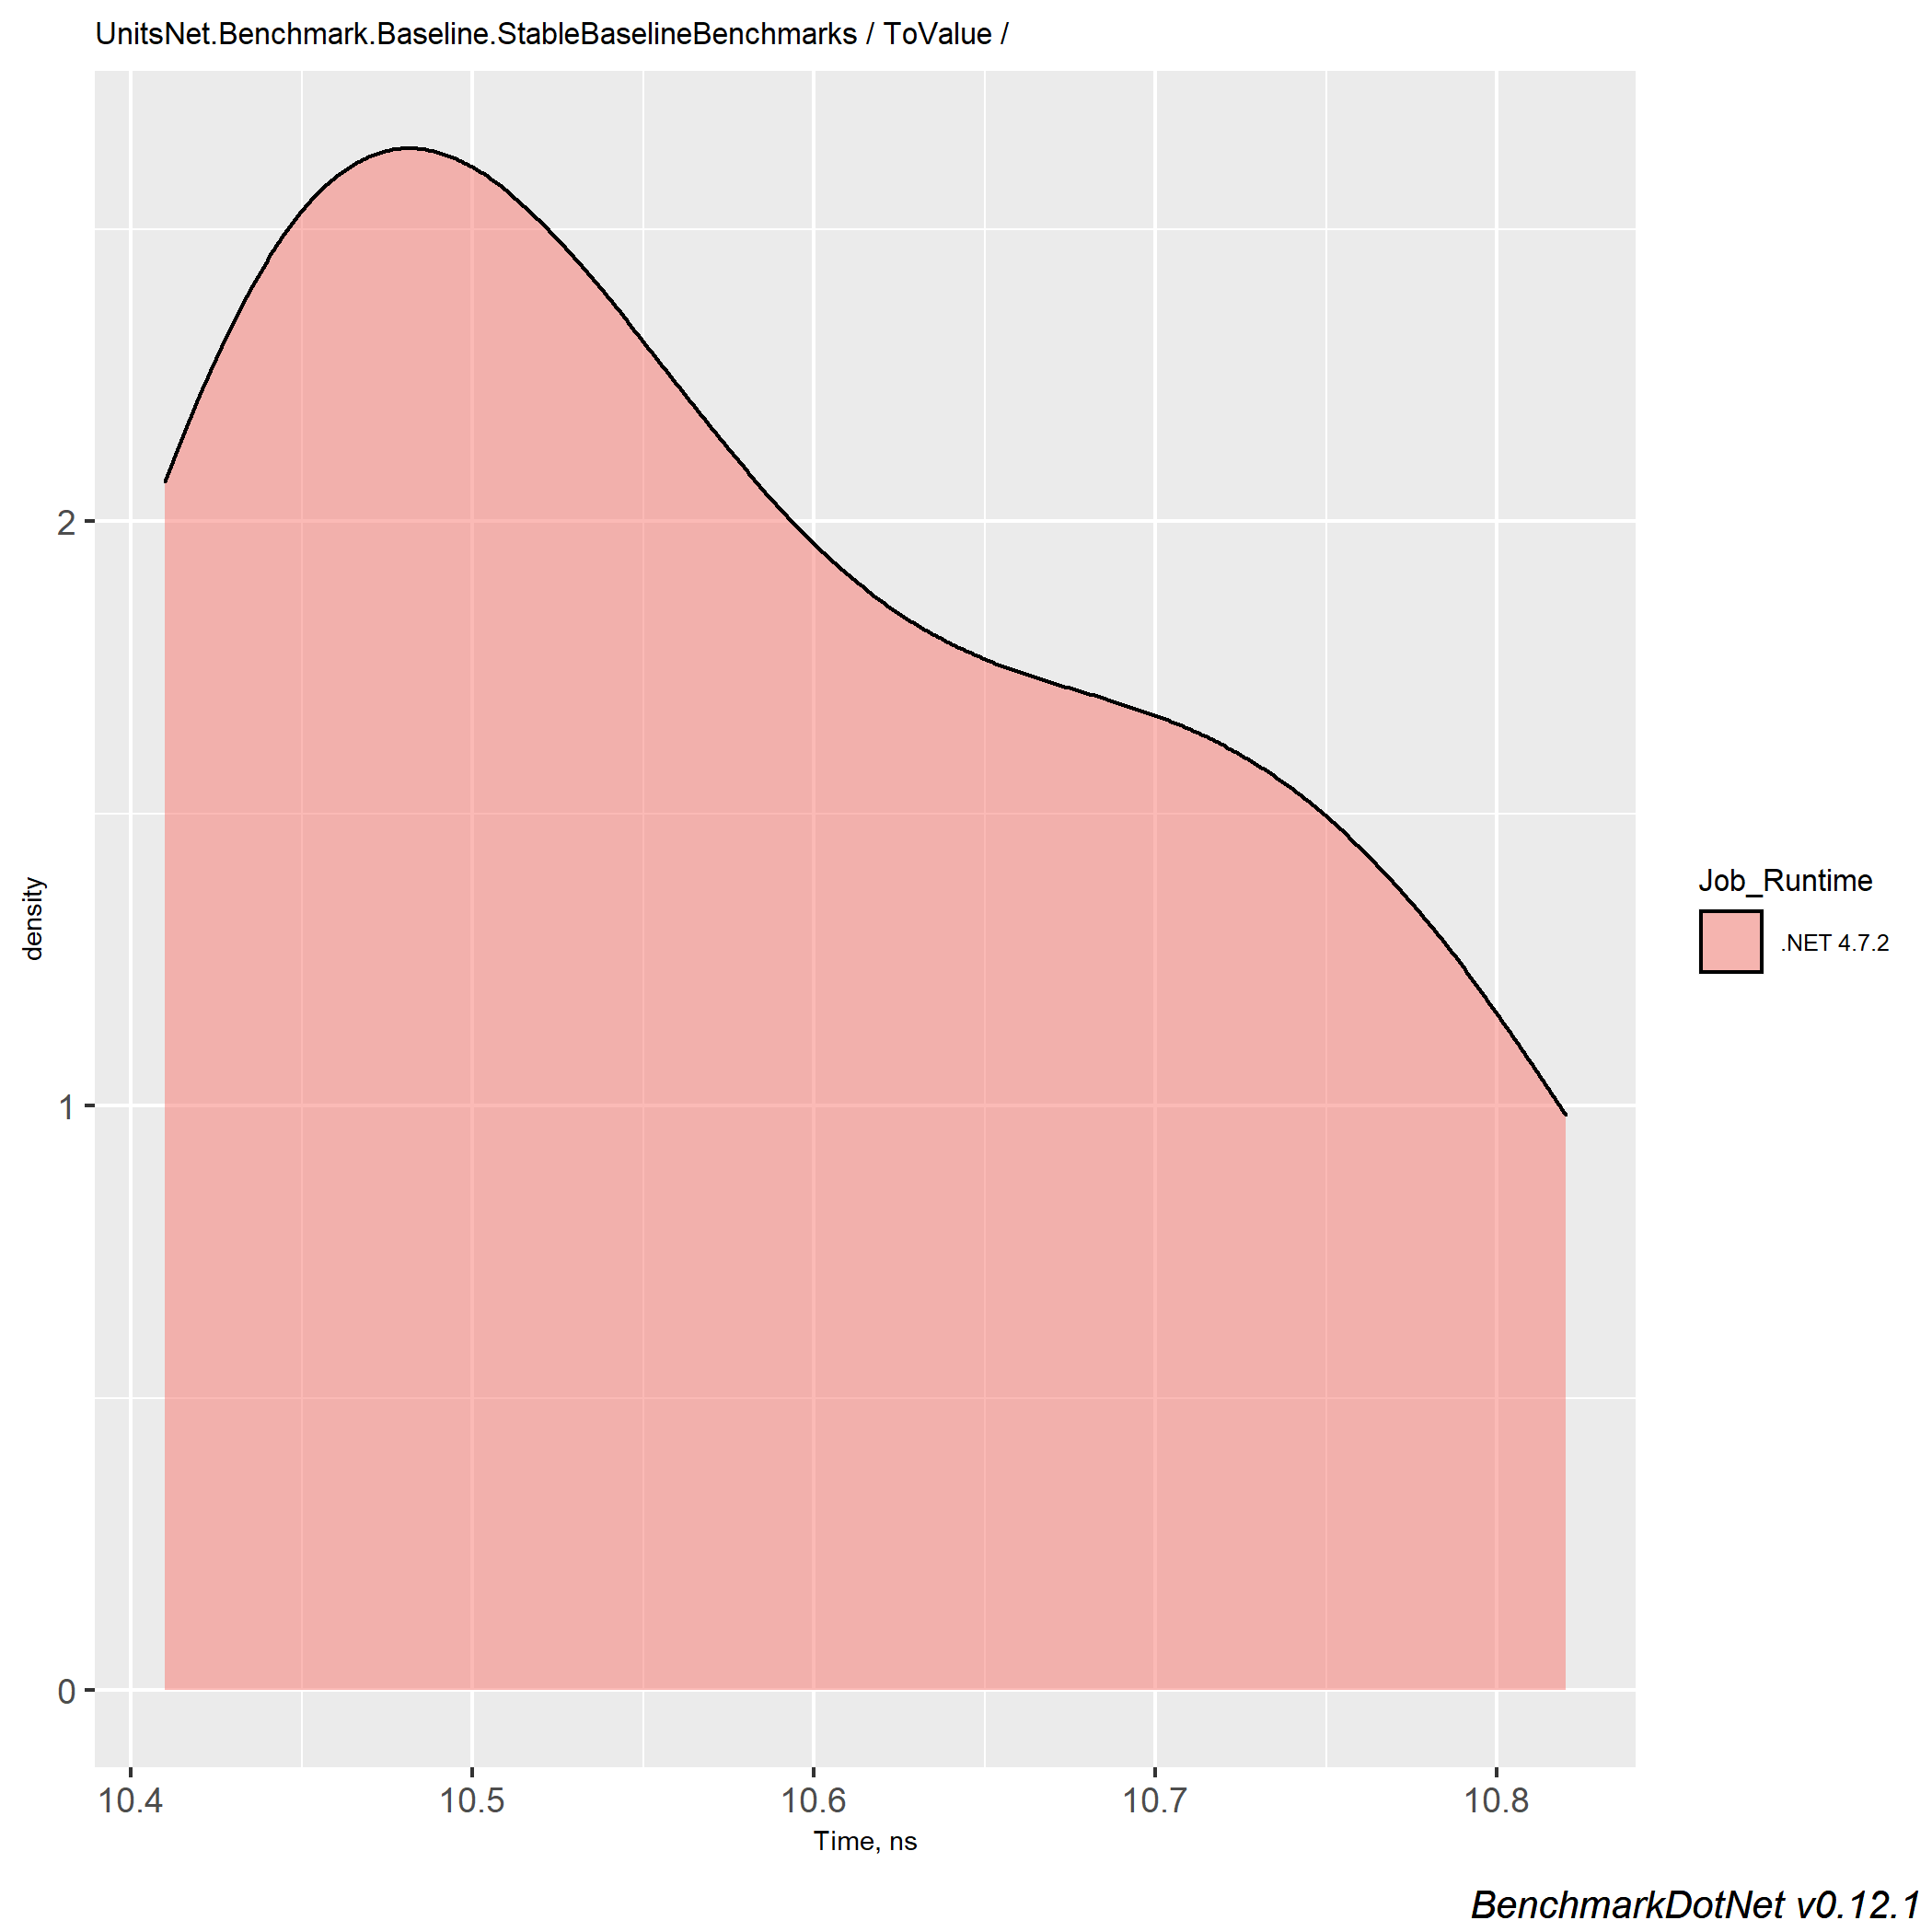 UnitsNet.Benchmark.Baseline.StableBaselineBenchmarks / ToValue /
density
2
1
0
10.4 10.5 10.6 10.7 10.8
Time, ns
Job_Runtime
.NET 4.7.2
BenchmarkDotNet v0.12.1